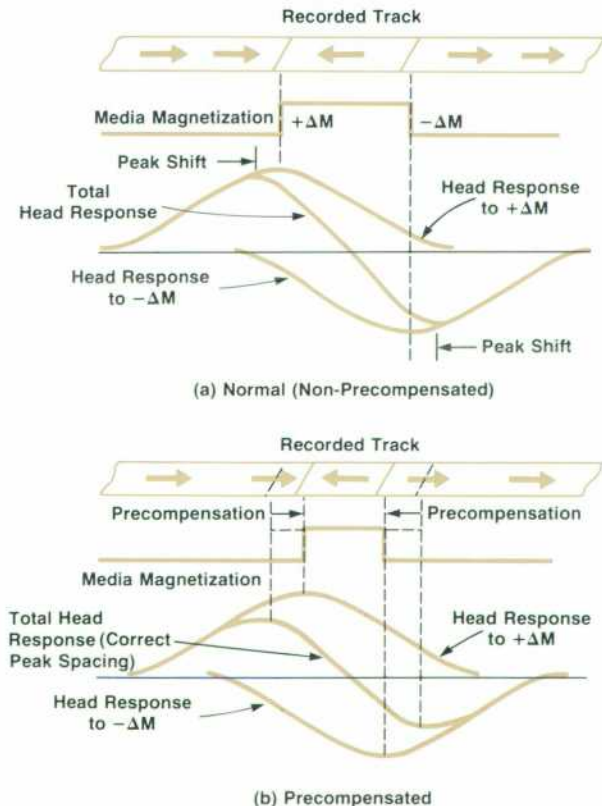 Recorded Track
Media Magnetization
+ΔM
−ΔM
Peak Shift
Total
Head Response
Head Response
to +ΔM
Head Response
to −ΔM
Peak Shift
(a) Normal (Non-Precompensated)
Recorded Track
Precompensation
Precompensation
Media Magnetization
Total Head
Response (Correct
Peak Spacing)
Head Response
to +ΔM
Head Response
to −ΔM
(b) Precompensated